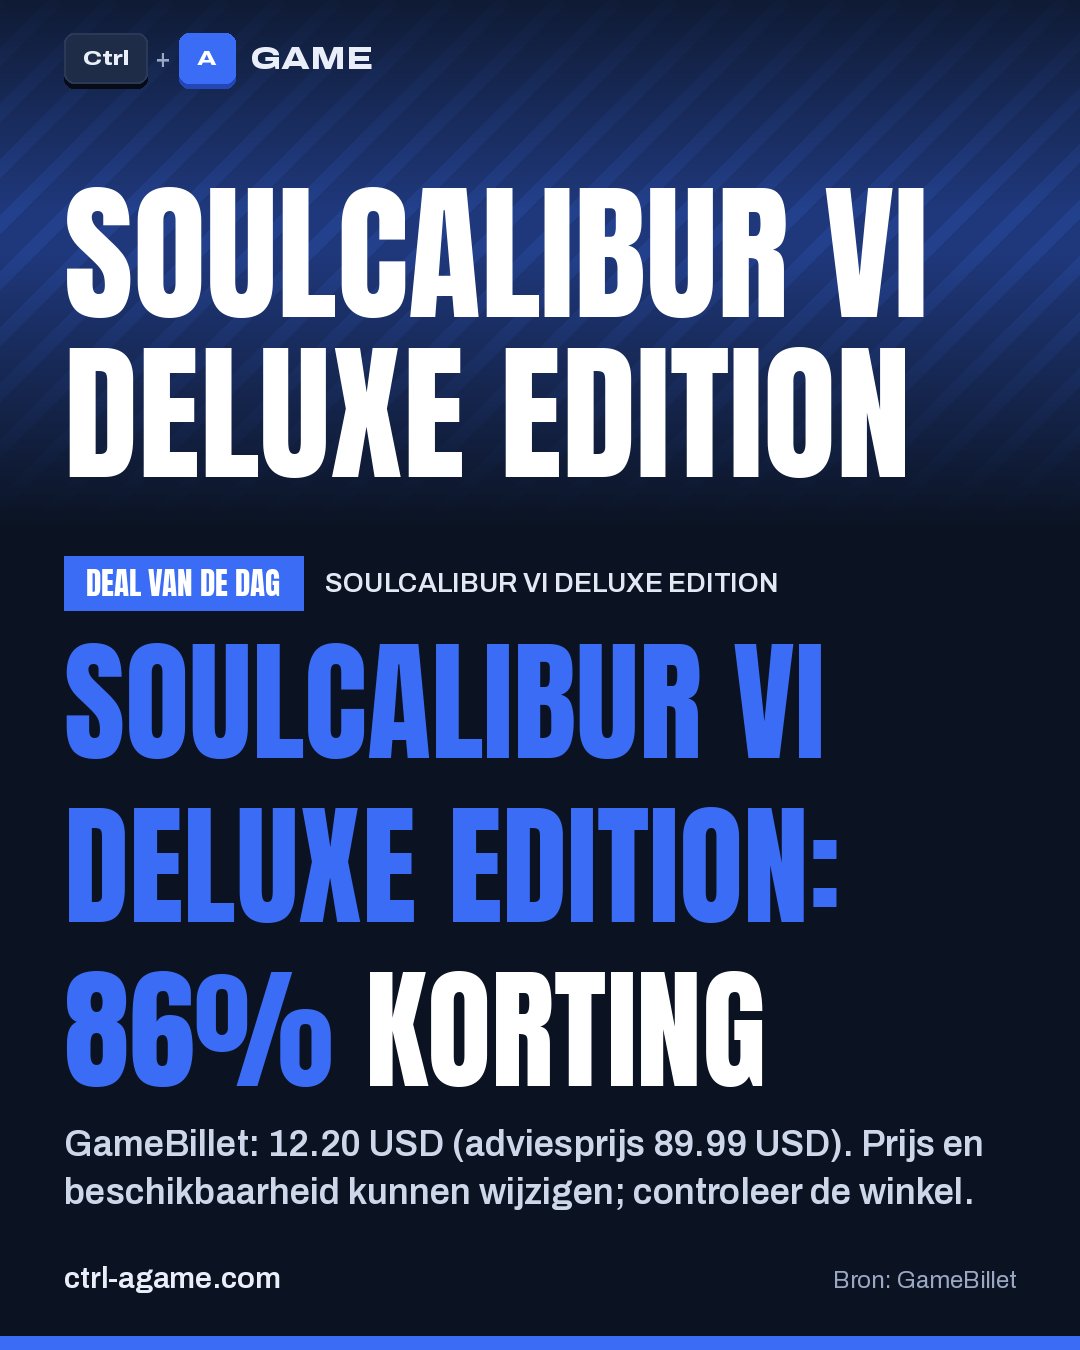 Ctrl + A GAME
SOULCALIBUR VI
DELUXE EDITION
DEAL VAN DE DAG SOULCALIBUR VI DELUXE EDITION
SOULCALIBUR VI
DELUXE EDITION:
86% KORTING
GameBillet: 12.20 USD (adviesprijs 89.99 USD). Prijs en
beschikbaarheid kunnen wijzigen; controleer de winkel.
ctrl-agame.com Bron: GameBillet